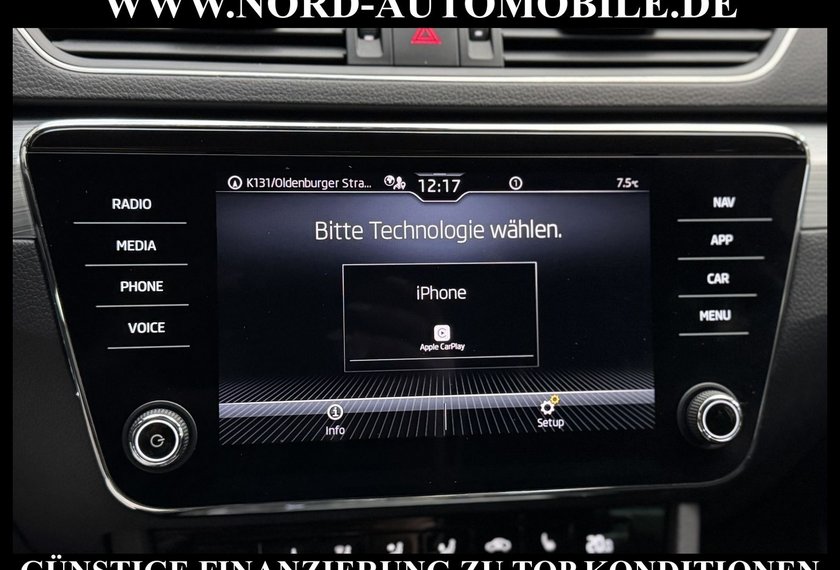 WWW.NORD-AUTOMOBILE.DE
K131/Oldenburger Stra... 12:17 1 7.5°C
RADIO
MEDIA
PHONE
VOICE
Bitte Technologie wählen.
iPhone
Apple CarPlay
Info
Setup
NAV
APP
CAR
MENU
GÜNSTIGE FINANZIERUNG ZU TOP KONDITIONEN